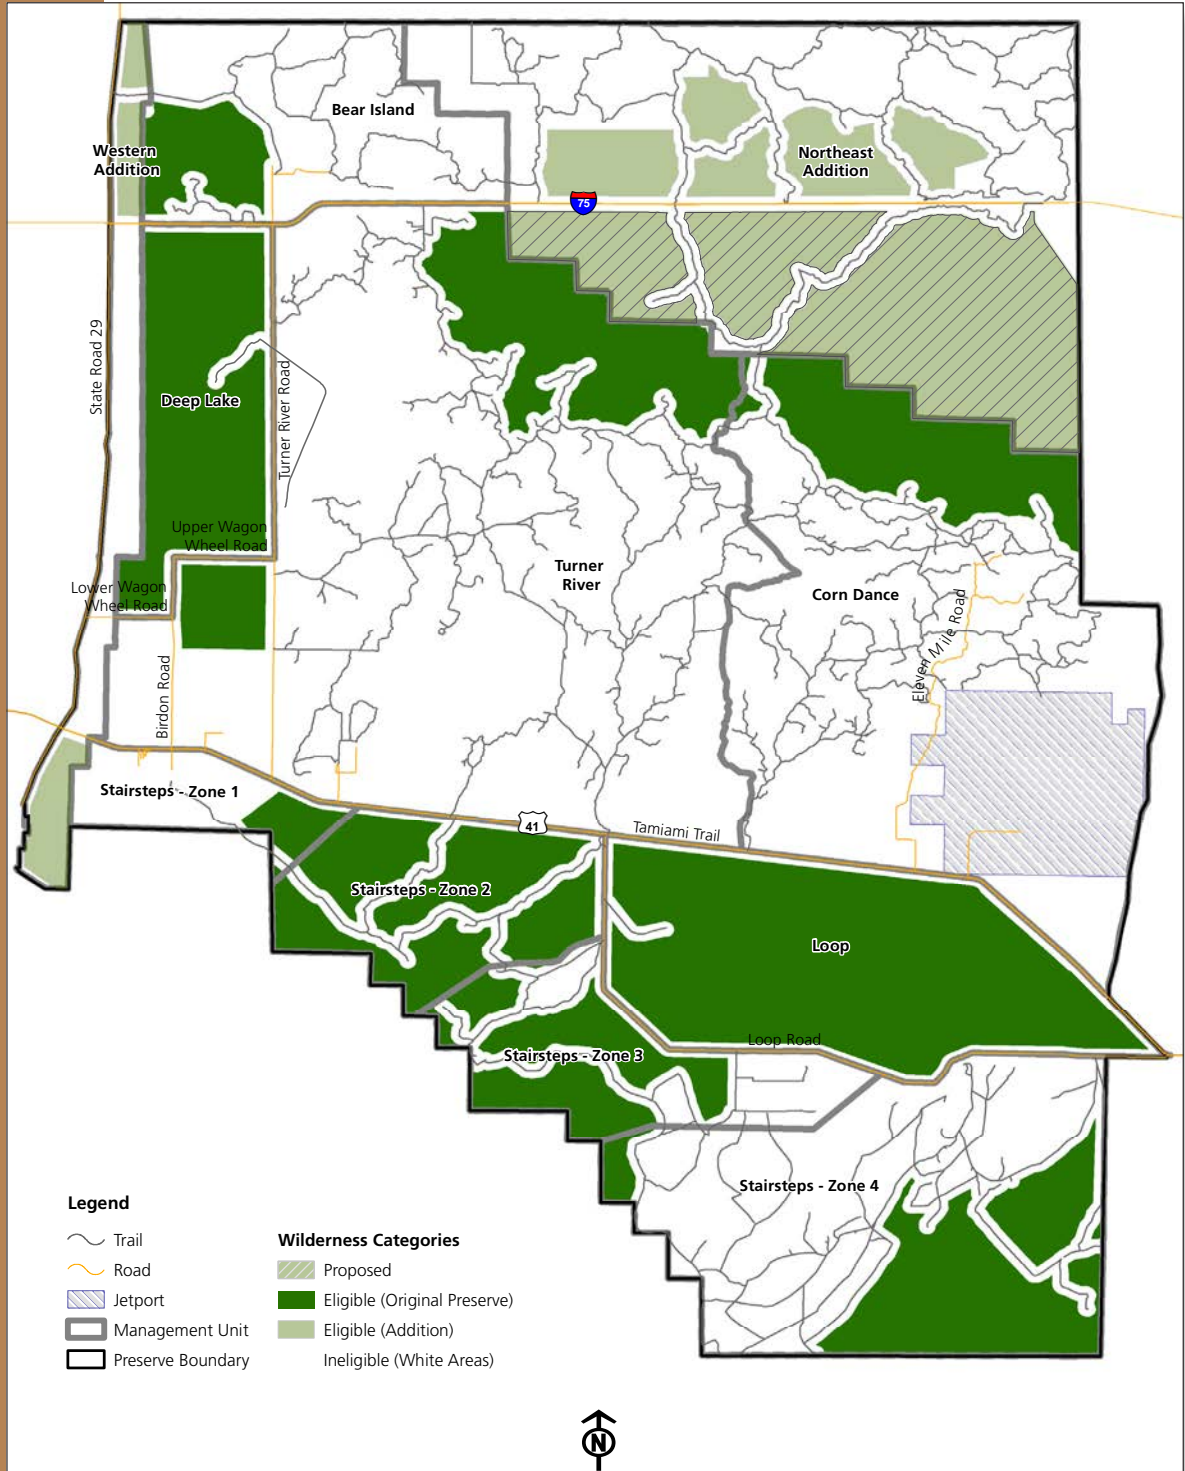 Bear Island
Western
Addition
Northeast
Addition
75
State Road 29
Deep Lake
Turner River Road
Upper Wagon
Wheel Road
Turner
River
Lower Wagon
Wheel Road
Corn Dance
Eleven Mile Road
Birdon Road
Stairsteps - Zone 1
41
Tamiami Trail
Stairsteps - Zone 2
Loop
Loop Road
Stairsteps - Zone 3
Stairsteps - Zone 4
Legend
Trail
Road
Jetport
Management Unit
Preserve Boundary
Wilderness Categories
Proposed
Eligible (Original Preserve)
Eligible (Addition)
Ineligible (White Areas)
N